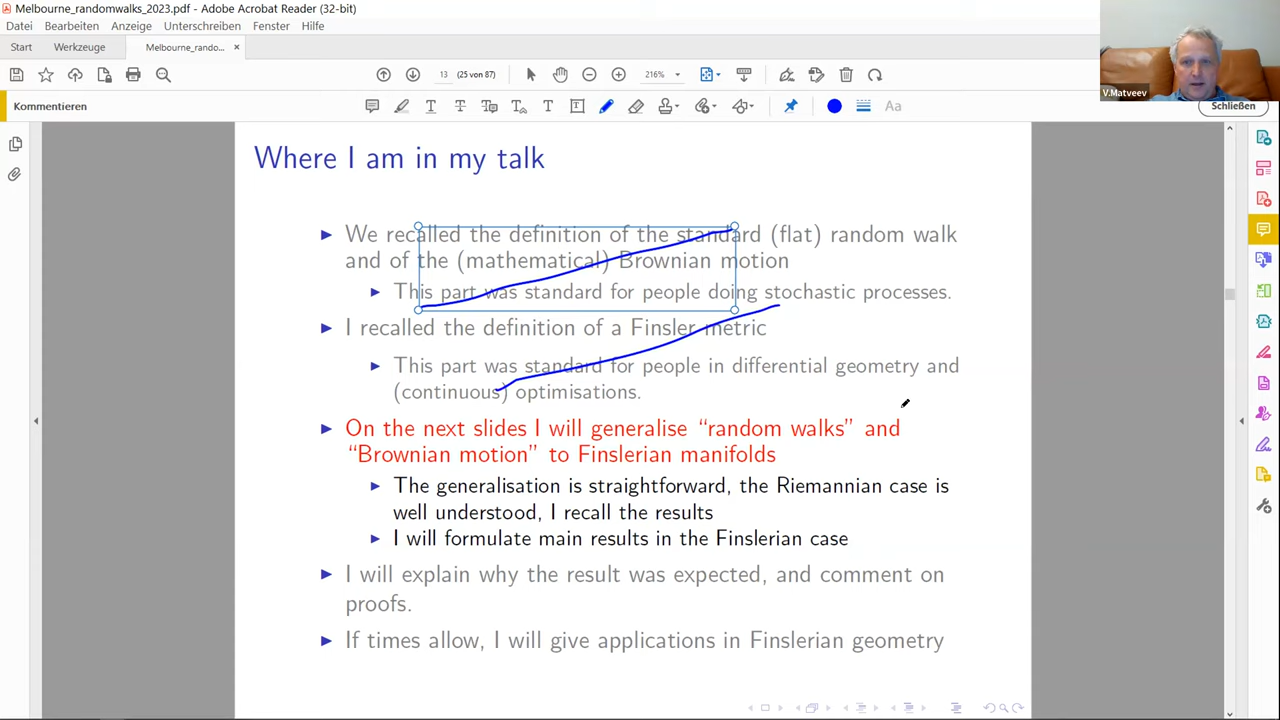 Melbourne_randomwalks_2023.pdf - Adobe Acrobat Reader (32-bit)
Datei Bearbeiten Anzeige Unterschreiben Fenster Hilfe
Start Werkzeuge Melbourne_rando... ×
13 (25 von 87) 216%
V.Matveev
Kommentieren Aa Schließen
Where I am in my talk
We recalled the definition of the standard (flat) random walk
and of the (mathematical) Brownian motion
This part was standard for people doing stochastic processes.
I recalled the definition of a Finsler metric
This part was standard for people in differential geometry and
(continuous) optimisations.
On the next slides I will generalise “random walks” and
“Brownian motion” to Finslerian manifolds
The generalisation is straightforward, the Riemannian case is
well understood, I recall the results
I will formulate main results in the Finslerian case
I will explain why the result was expected, and comment on
proofs.
If times allow, I will give applications in Finslerian geometry